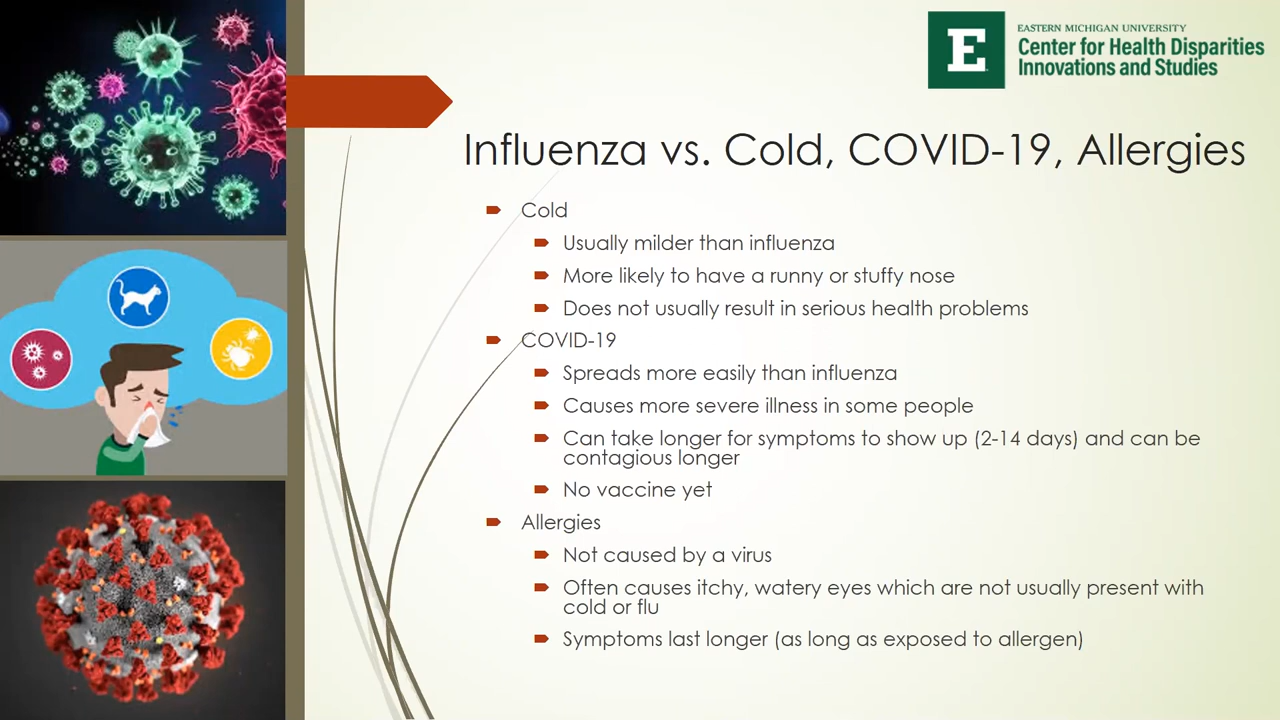 E
EASTERN MICHIGAN UNIVERSITY
Center for Health Disparities
Innovations and Studies
Influenza vs. Cold, COVID-19, Allergies
Cold
Usually milder than influenza
More likely to have a runny or stuffy nose
Does not usually result in serious health problems
COVID-19
Spreads more easily than influenza
Causes more severe illness in some people
Can take longer for symptoms to show up (2-14 days) and can be
contagious longer
No vaccine yet
Allergies
Not caused by a virus
Often causes itchy, watery eyes which are not usually present with
cold or flu
Symptoms last longer (as long as exposed to allergen)